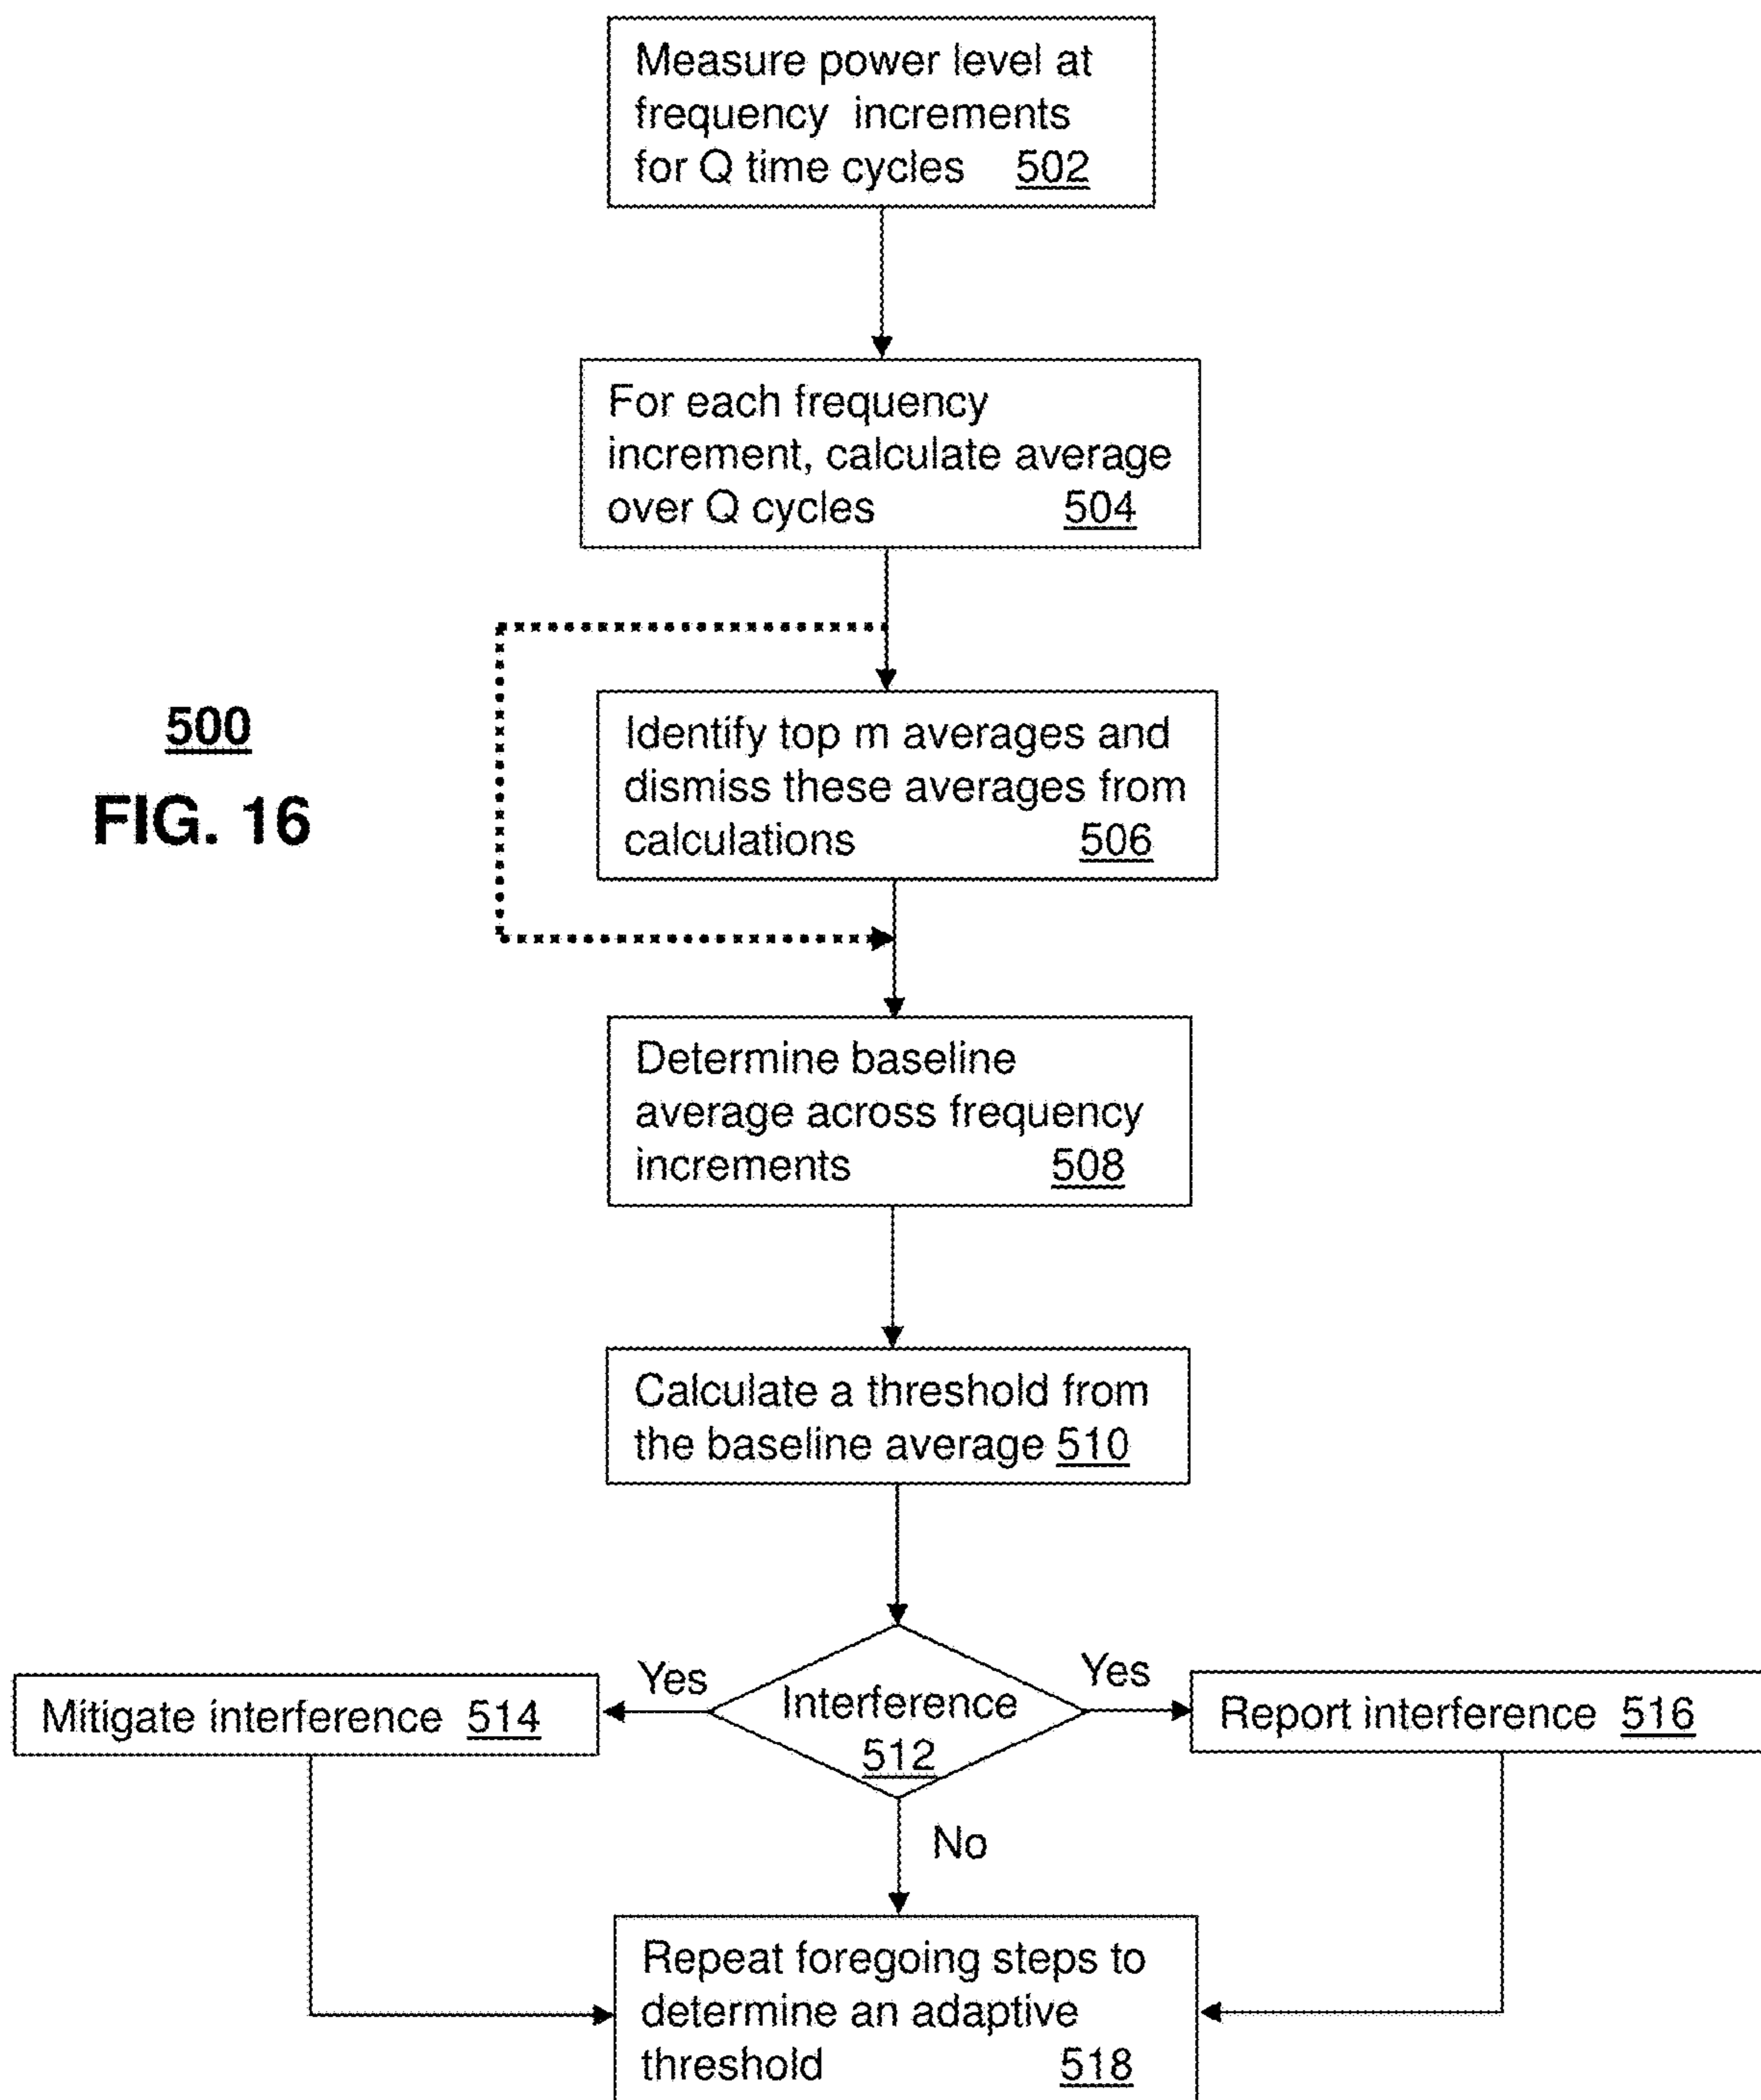 Measure power level at
frequency increments
for Q time cycles 502
For each frequency
increment, calculate average
over Q cycles 504
500
FIG. 16
Identify top m averages and
dismiss these averages from
calculations 506
Determine baseline
average across frequency
increments 508
Calculate a threshold from
the baseline average 510
Yes
Yes
Mitigate interference 514
Interference
512
Report interference 516
No
Repeat foregoing steps to
determine an adaptive
threshold 518